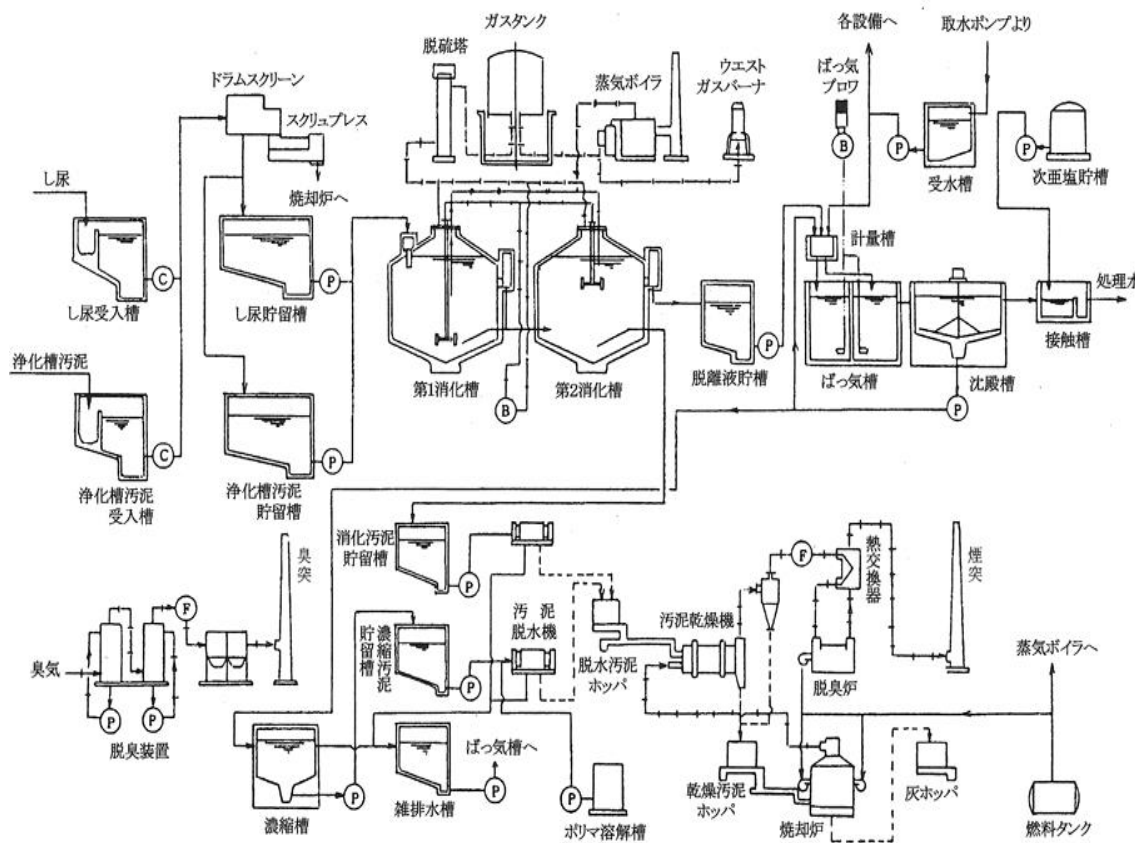 ガスタンク
各設備へ
取水ポンプより
脱硫塔
ばっ気
ブロワ
ウエスト
ガスバーナ
蒸気ボイラ
ドラムスクリーン
スクリュプレス
焼却炉へ
B
P
P
受水槽
次亜塩貯槽
し尿
C
し尿受入槽
P
し尿貯留槽
計量槽
処理水
接触槽
浄化槽汚泥
C
浄化槽汚泥
受入槽
P
浄化槽汚泥
貯留槽
第1消化槽
B
第2消化槽
脱離液貯槽
P
ばっ気槽
沈殿槽
P
消化汚泥
貯留槽
P
臭突
F
臭気
P
P
脱臭装置
濃縮汚泥
貯留槽
P
汚泥
脱水機
脱水汚泥
ホッパ
汚泥乾燥機
F
熱交換器
煙突
脱臭炉
蒸気ボイラへ
濃縮槽
P
雑排水槽
P
ばっ気槽へ
P
ポリマ溶解槽
乾燥汚泥
ホッパ
焼却炉
灰ホッパ
燃料タンク